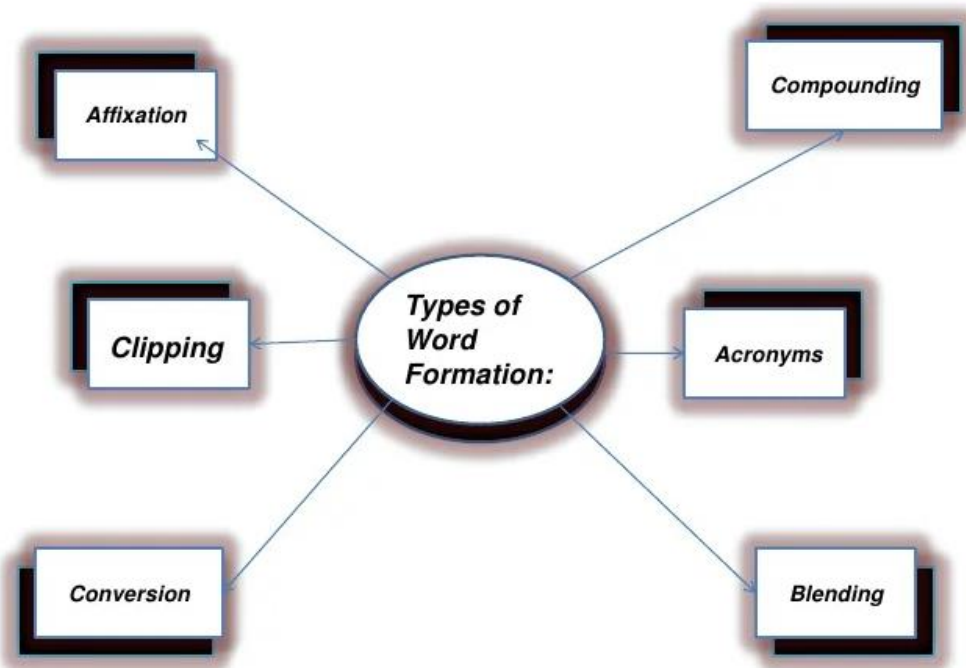 Affixation
Compounding
Types of
Word
Formation:
Clipping
Acronyms
Conversion
Blending